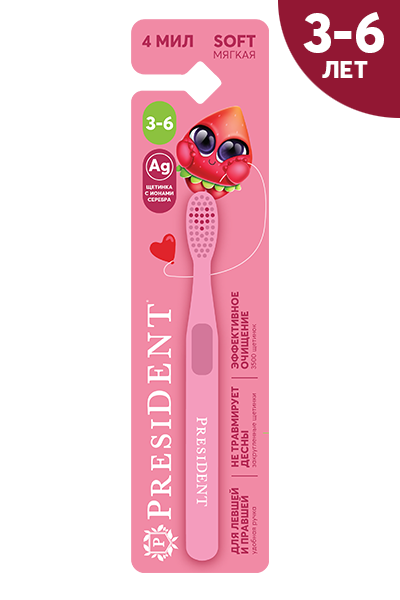 3-6
ЛЕТ
4 МИЛ
SOFT
МЯГКАЯ
3-6
Ag
ЩЕТИНКА
С ИОНАМИ
СЕРЕБРА
PRESIDENT
P
PRESIDENT
ЭФФЕКТИВНОЕ
ОЧИЩЕНИЕ
3500 щетинок
НЕ ТРАВМИРУЕТ
ДЕСНЫ
закругленные щетинки
ДЛЯ ЛЕВШЕЙ
И ПРАВШЕЙ
удобная ручка